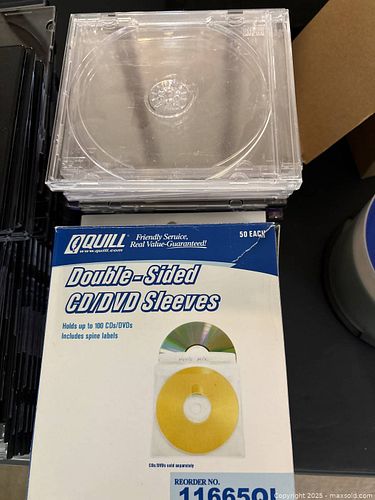 QUILL
www.quill.com
Friendly Service,
Real Value-Guaranteed!
50 EACH
Double-Sided
CD/DVD Sleeves
Holds up to 100 CDs/DVDs
Includes spine labels
CDs/DVDs sold separately
REORDER NO.
11665QL
Copyright 2025 - maxsold.com